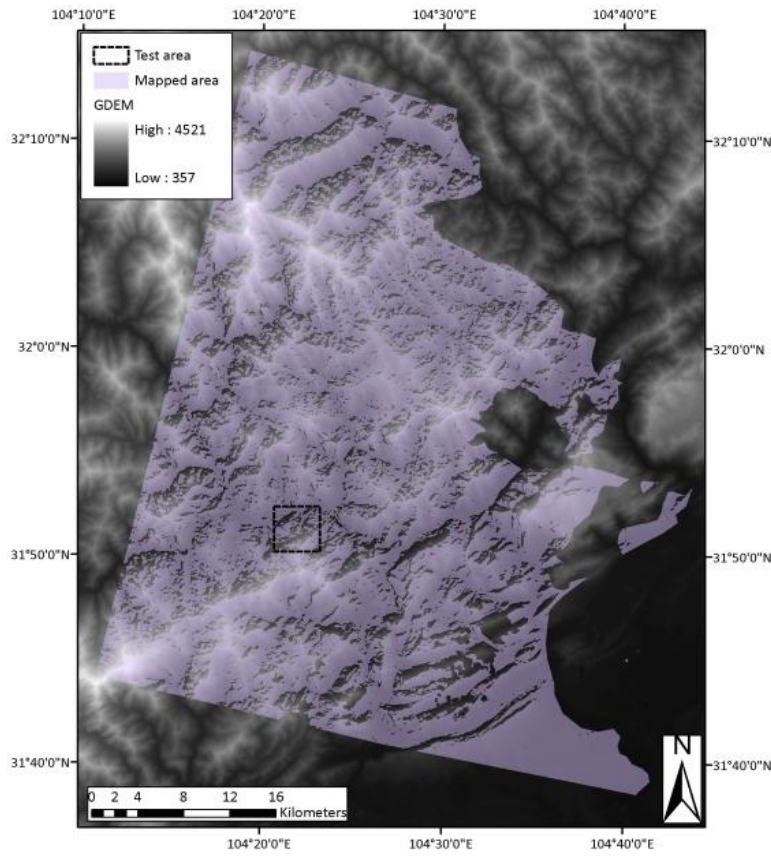 104°10'0"E 104°20'0"E 104°30'0"E 104°40'0"E
Test area
Mapped area
GDEM
High : 4521
Low : 357
32°10'0"N 32°10'0"N
32°0'0"N 32°0'0"N
31°50'0"N 31°50'0"N
31°40'0"N 31°40'0"N
N
0 2 4 8 12 16
Kilometers
104°20'0"E 104°30'0"E 104°40'0"E